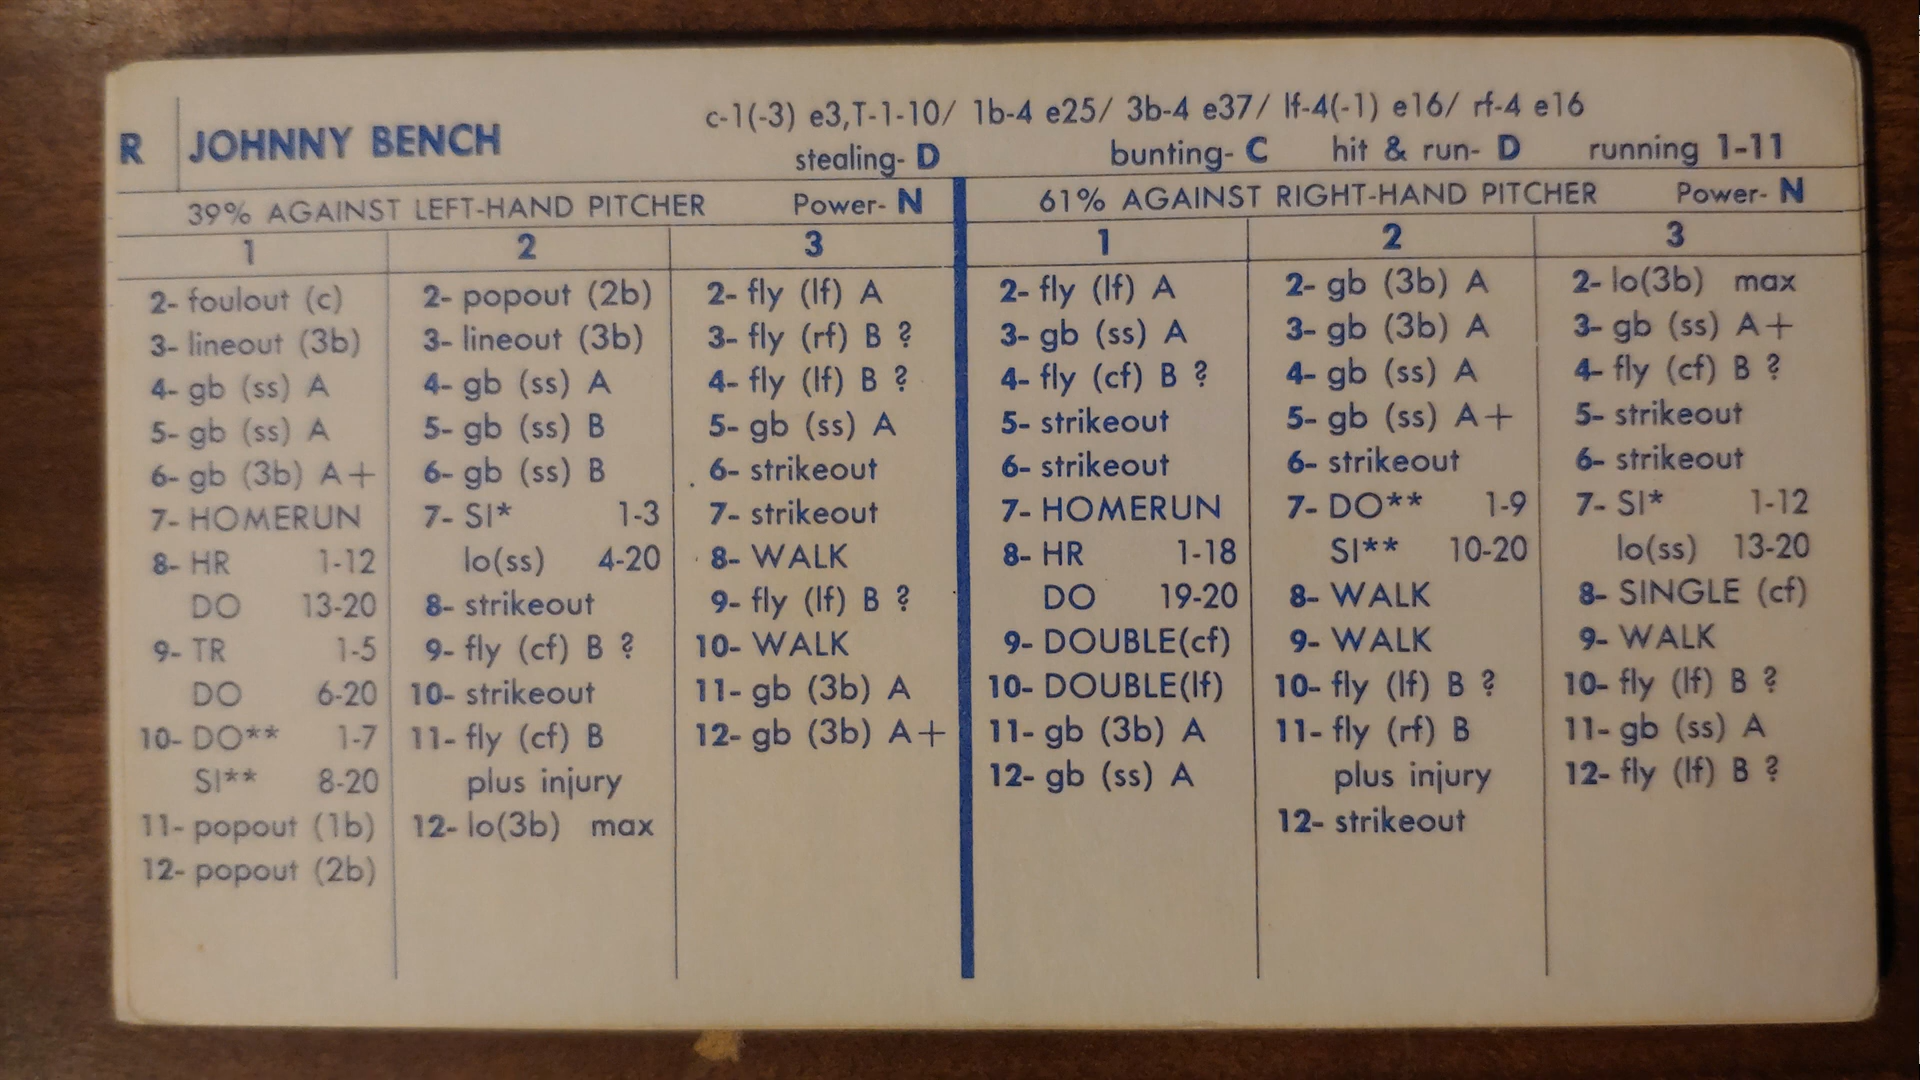 c-1(-3) e3,T-1-10/ 1b-4 e25/ 3b-4 e37/ lf-4(-1) e16/ rf-4 e16
R JOHNNY BENCH
stealing- D bunting- C hit & run- D running 1-11
39% AGAINST LEFT-HAND PITCHER Power- N
1
2- foulout (c)
3- lineout (3b)
4- gb (ss) A
5- gb (ss) A
6- gb (3b) A+
7- HOMERUN
8- HR 1-12
DO 13-20
9- TR 1-5
DO 6-20
10- DO** 1-7
SI** 8-20
11- popout (1b)
12- popout (2b)
2
2- popout (2b)
3- lineout (3b)
4- gb (ss) A
5- gb (ss) B
6- gb (ss) B
7- SI* 1-3
lo(ss) 4-20
8- strikeout
9- fly (cf) B ?
10- strikeout
11- fly (cf) B
plus injury
12- lo(3b) max
3
2- fly (lf) A
3- fly (rf) B ?
4- fly (lf) B ?
5- gb (ss) A
6- strikeout
7- strikeout
8- WALK
9- fly (lf) B ?
10- WALK
11- gb (3b) A
12- gb (3b) A+
61% AGAINST RIGHT-HAND PITCHER Power- N
1
2- fly (lf) A
3- gb (ss) A
4- fly (cf) B ?
5- strikeout
6- strikeout
7- HOMERUN
8- HR 1-18
DO 19-20
9- DOUBLE(cf)
10- DOUBLE(lf)
11- gb (3b) A
12- gb (ss) A
2
2- gb (3b) A
3- gb (3b) A
4- gb (ss) A
5- gb (ss) A+
6- strikeout
7- DO** 1-9
SI** 10-20
8- WALK
9- WALK
10- fly (lf) B ?
11- fly (rf) B
plus injury
12- strikeout
3
2- lo(3b) max
3- gb (ss) A+
4- fly (cf) B ?
5- strikeout
6- strikeout
7- SI* 1-12
lo(ss) 13-20
8- SINGLE (cf)
9- WALK
10- fly (lf) B ?
11- gb (ss) A
12- fly (lf) B ?